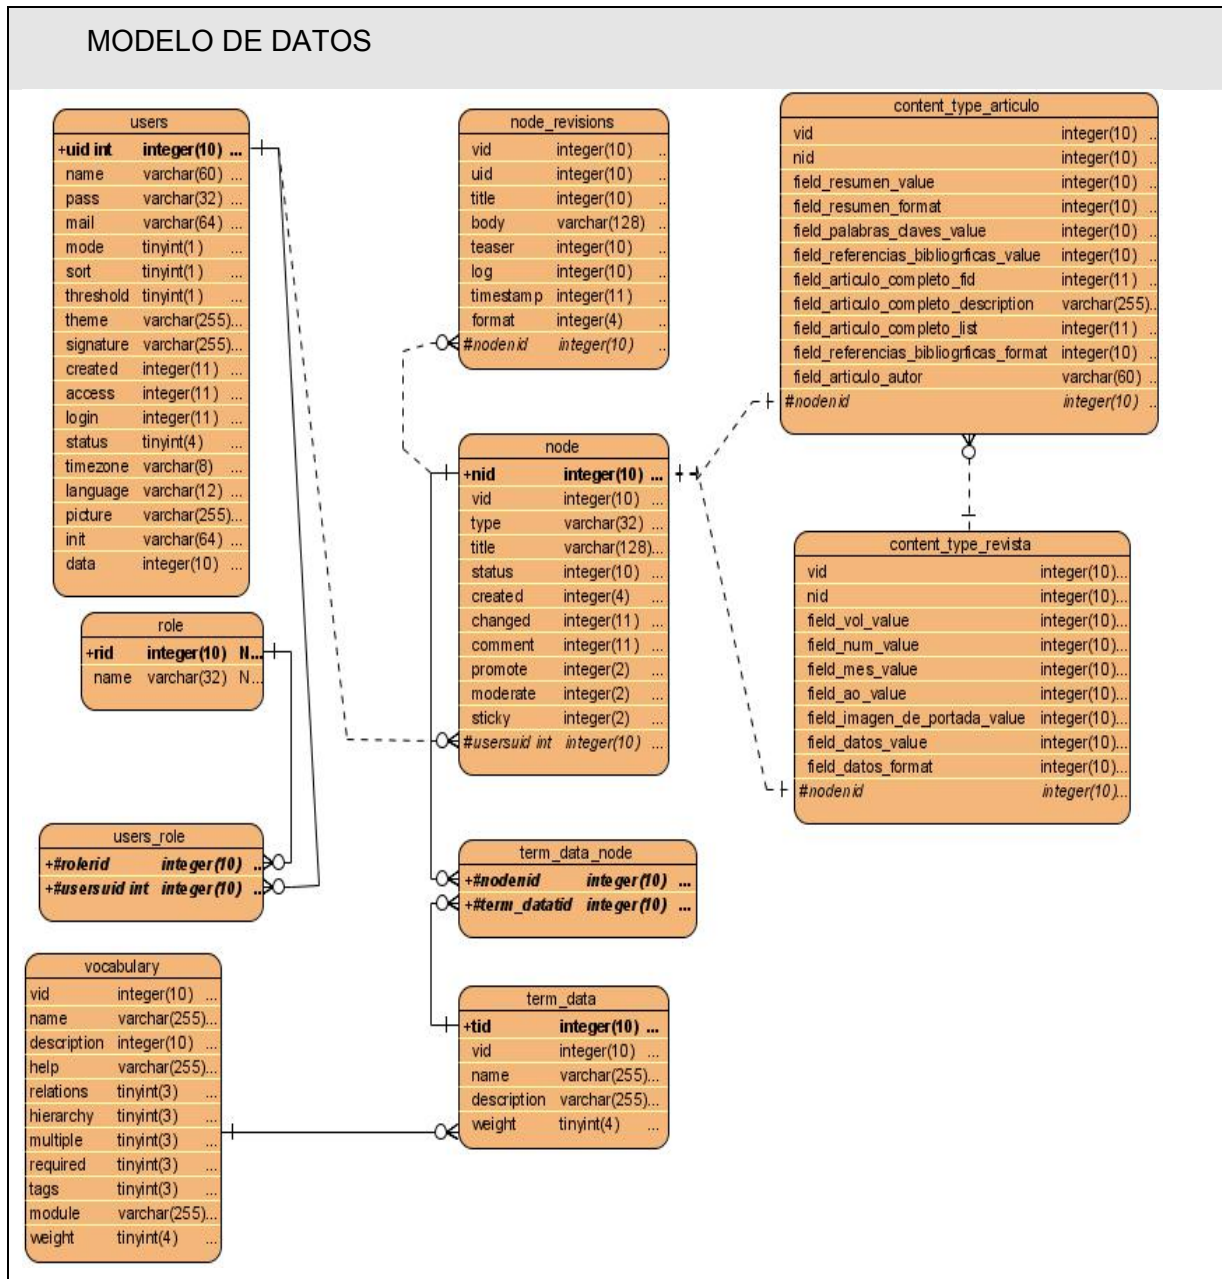 MODELO DE DATOS
users
+uid int integer(10) ...
name varchar(60) ...
pass varchar(32) ...
mail varchar(64) ...
mode tinyint(1) ...
sort tinyint(1) ...
threshold tinyint(1) ...
theme varchar(255)...
signature varchar(255)...
created integer(11) ...
access integer(11) ...
login integer(11) ...
status tinyint(4) ...
timezone varchar(8) ...
language varchar(12) ...
picture varchar(255)...
init varchar(64) ...
data integer(10) ...
role
+rid integer(10) N...
name varchar(32) N...
users_role
+#rolerid integer(10) ...
+#usersuid int integer(10) ...
vocabulary
vid integer(10) ...
name varchar(255)...
description integer(10) ...
help varchar(255)...
relations tinyint(3) ...
hierarchy tinyint(3) ...
multiple tinyint(3) ...
required tinyint(3) ...
tags tinyint(3) ...
module varchar(255)...
weight tinyint(4) ...
node_revisions
vid integer(10) ..
uid integer(10) ..
title integer(10) ..
body varchar(128) ..
teaser integer(10) ..
log integer(10) ..
timestamp integer(11) ..
format integer(4) ..
#nodenid integer(10) ..
node
+nid integer(10) ...
vid integer(10) ...
type varchar(32) ...
title varchar(128)...
status integer(10) ...
created integer(4) ...
changed integer(11) ...
comment integer(11) ...
promote integer(2) ...
moderate integer(2) ...
sticky integer(2) ...
#usersuid int integer(10) ...
term_data_node
+#nodenid integer(10) ...
+#term_datatid integer(10) ...
term_data
+tid integer(10) ...
vid integer(10) ...
name varchar(255)...
description varchar(255)...
weight tinyint(4) ...
content_type_articulo
vid integer(10) ..
nid integer(10) ..
field_resumen_value integer(10) ..
field_resumen_format integer(10) ..
field_palabras_claves_value integer(10) ..
field_referencias_bibliogrficas_value integer(10) ..
field_articulo_completo_fid integer(11) ..
field_articulo_completo_description varchar(255)..
field_articulo_completo_list integer(11) ..
field_referencias_bibliogrficas_format integer(10) ..
field_articulo_autor varchar(60) ..
#nodenid integer(10) ..
content_type_revista
vid integer(10)...
nid integer(10)...
field_vol_value integer(10)...
field_num_value integer(10)...
field_mes_value integer(10)...
field_ao_value integer(10)...
field_imagen_de_portada_value integer(10)...
field_datos_value integer(10)...
field_datos_format integer(10)...
#nodenid integer(10)...